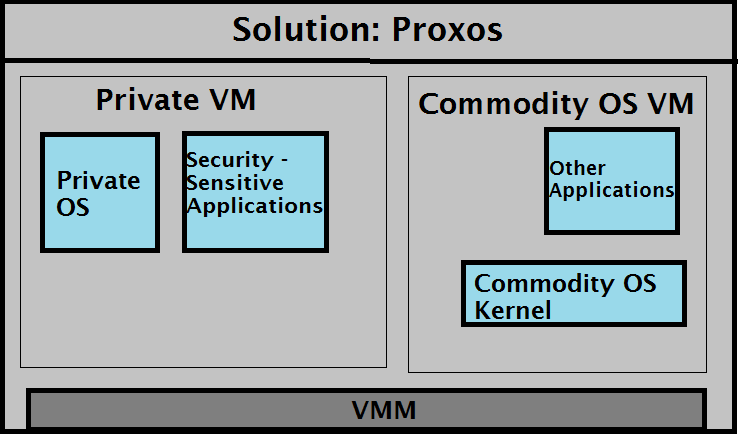 Solution: Proxos
Private VM
Private
OS
Security -
Sensitive
Applications
Commodity OS VM
Other
Applications
Commodity OS
Kernel
VMM